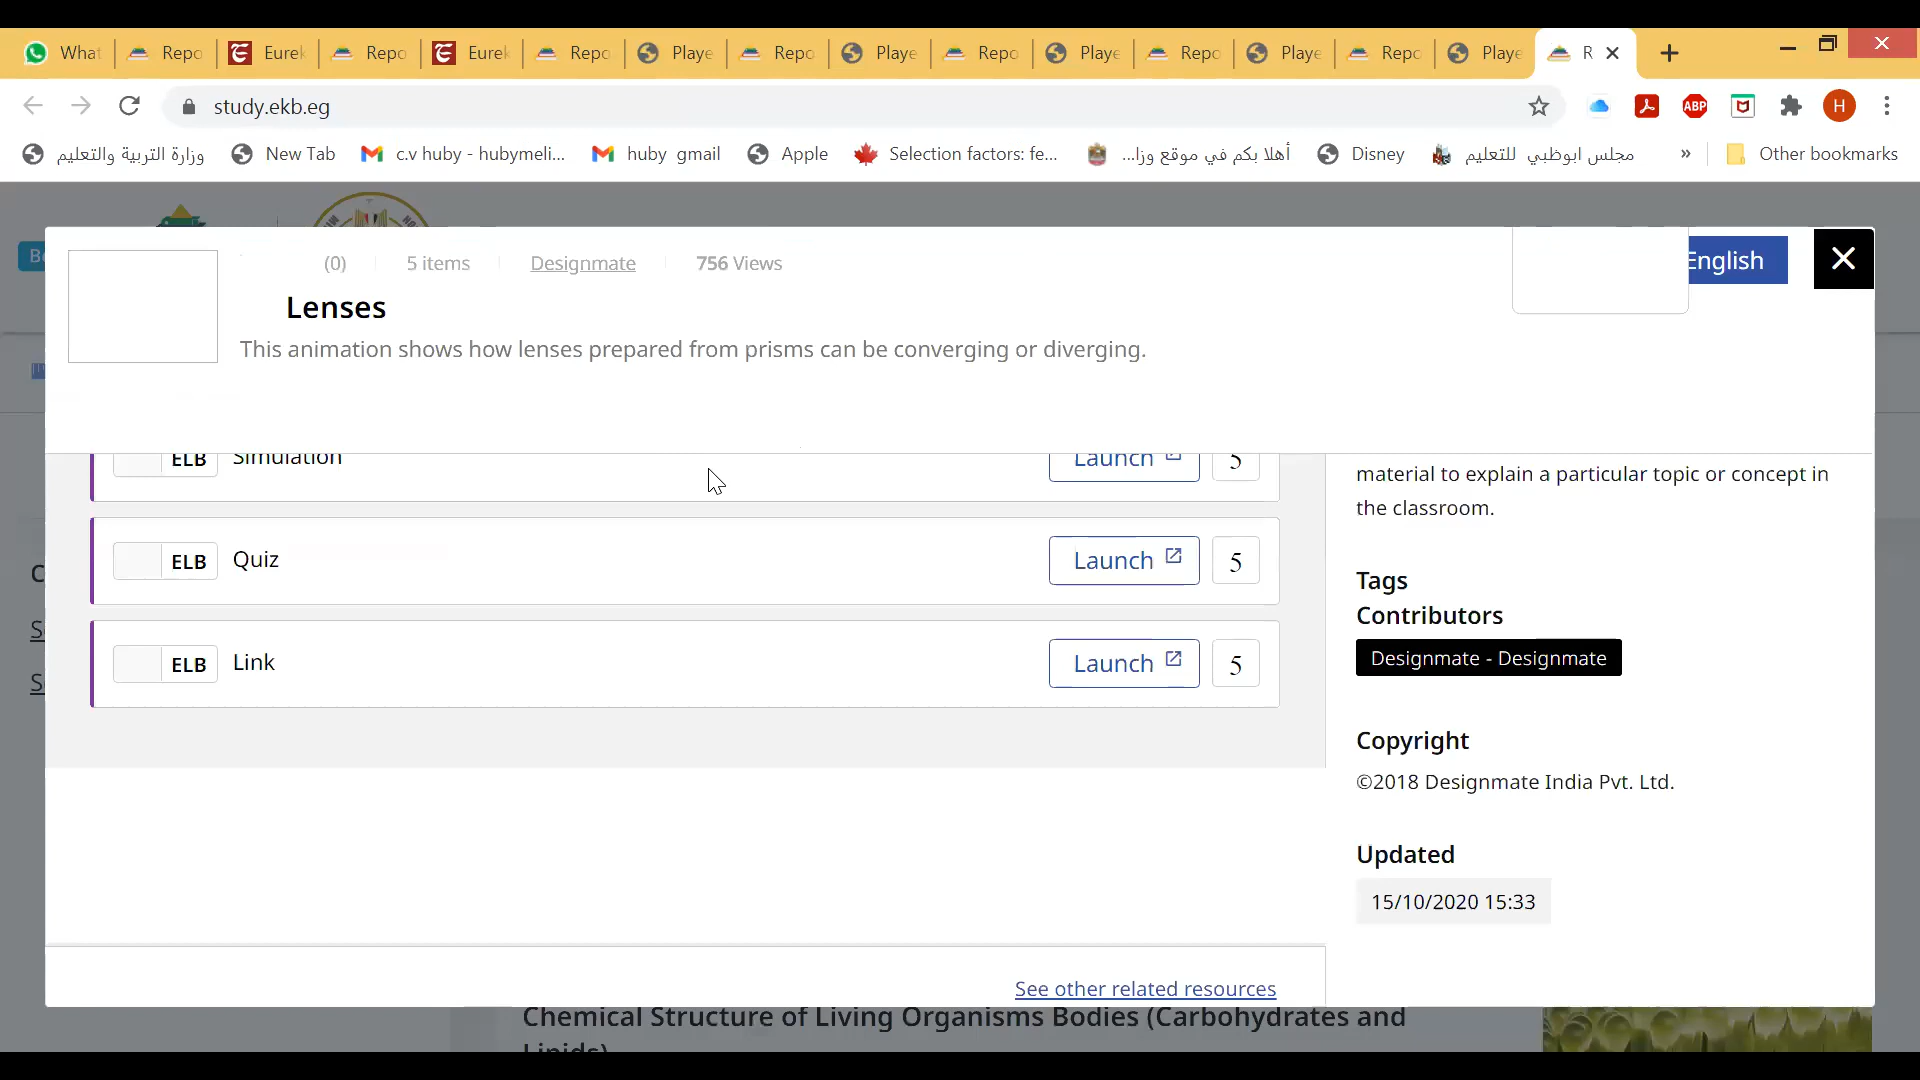 What
Repo
Eurek
Repo
Eurek
Repo
Playe
Repo
Playe
Repo
Playe
Repo
Playe
Repo
Playe
R
study.ekb.eg
ABP
H
وزارة التربية والتعليم
New Tab
c.v huby - hubymeli...
huby gmail
Apple
Selection factors: fe...
أهلا بكم في موقع وزا...
Disney
مجلس ابوظبي للتعليم
»
Other bookmarks
(0)
5 items
Designmate
756 Views
English
Lenses
This animation shows how lenses prepared from prisms can be converging or diverging.
ELB
Simulation
Launch
5
ELB
Quiz
Launch
5
ELB
Link
Launch
5
material to explain a particular topic or concept in
the classroom.
Tags
Contributors
Designmate - Designmate
Copyright
©2018 Designmate India Pvt. Ltd.
Updated
15/10/2020 15:33
See other related resources
Chemical Structure of Living Organisms Bodies (Carbohydrates and
Lipids)